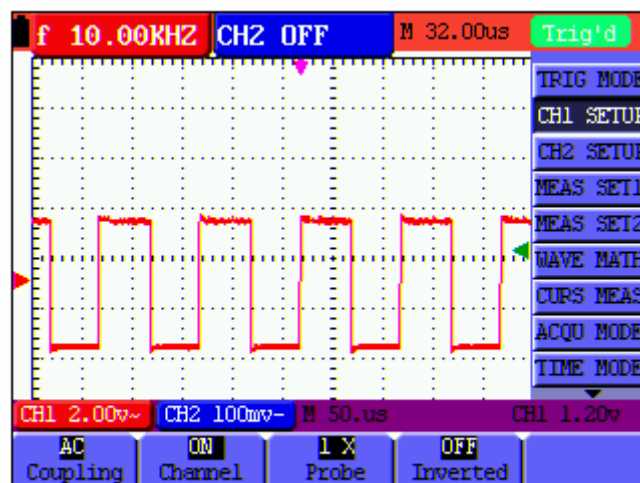 f 10.00KHZ CH2 OFF M 32.00us Trig'd
TRIG MODE
CH1 SETUP
CH2 SETUP
MEAS SET1
MEAS SET2
WAVE MATH
CURS MEAS
ACQU MODE
TIME MODE
CH1 2.00v~ CH2 100mv- M 50.us CH1 1.20v
AC ON 1 X OFF
Coupling Channel Probe Inverted